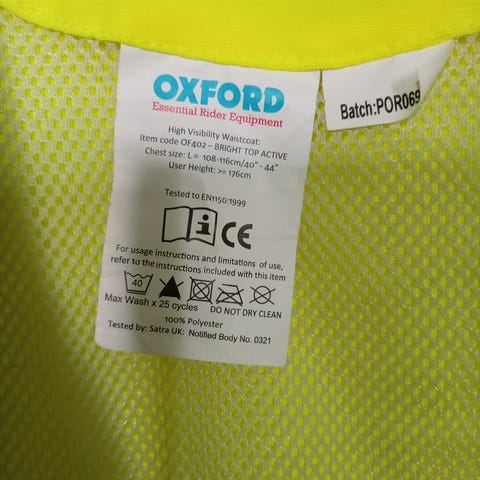 OXFORD
Essential Rider Equipment
High Visibility Waistcoat:
Item code OF402 – BRIGHT TOP ACTIVE
Chest size: L = 108-116cm/40" - 44"
User Height: >= 176cm
Tested to EN1150:1999
i CE
For usage instructions and limitations of use,
refer to the instructions included with this item
40
Max Wash x 25 cycles DO NOT DRY CLEAN
100% Polyester
Tested by: Satra UK: Notified Body No. 0321
Batch:POR069